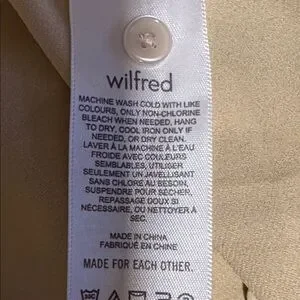 wilfred
MACHINE WASH COLD WITH LIKE
COLOURS, ONLY NON-CHLORINE
BLEACH WHEN NEEDED, HANG
TO DRY, COOL IRON ONLY IF
NEEDED, OR DRY CLEAN.
LAVER À LA MACHINE À L'EAU
FROIDE AVEC COULEURS
SEMBLABLES, UTILISER
SEULEMENT UN JAVELLISANT
SANS CHLORE AU BESOIN,
SUSPENDRE POUR SÉCHER,
REPASSAGE DOUX SI
NÉCESSAIRE, OU NETTOYER À
SEC.
MADE IN CHINA
FABRIQUÉ EN CHINE
MADE FOR EACH OTHER.